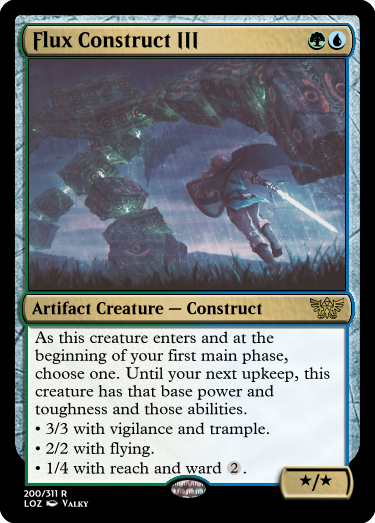 Flux Construct III
Artifact Creature — Construct
As this creature enters and at the
beginning of your first main phase,
choose one. Until your next upkeep, this
creature has that base power and
toughness and those abilities.
• 3/3 with vigilance and trample.
• 2/2 with flying.
• 1/4 with reach and ward 2.
★/★
200/311 R
LOZ VALKY